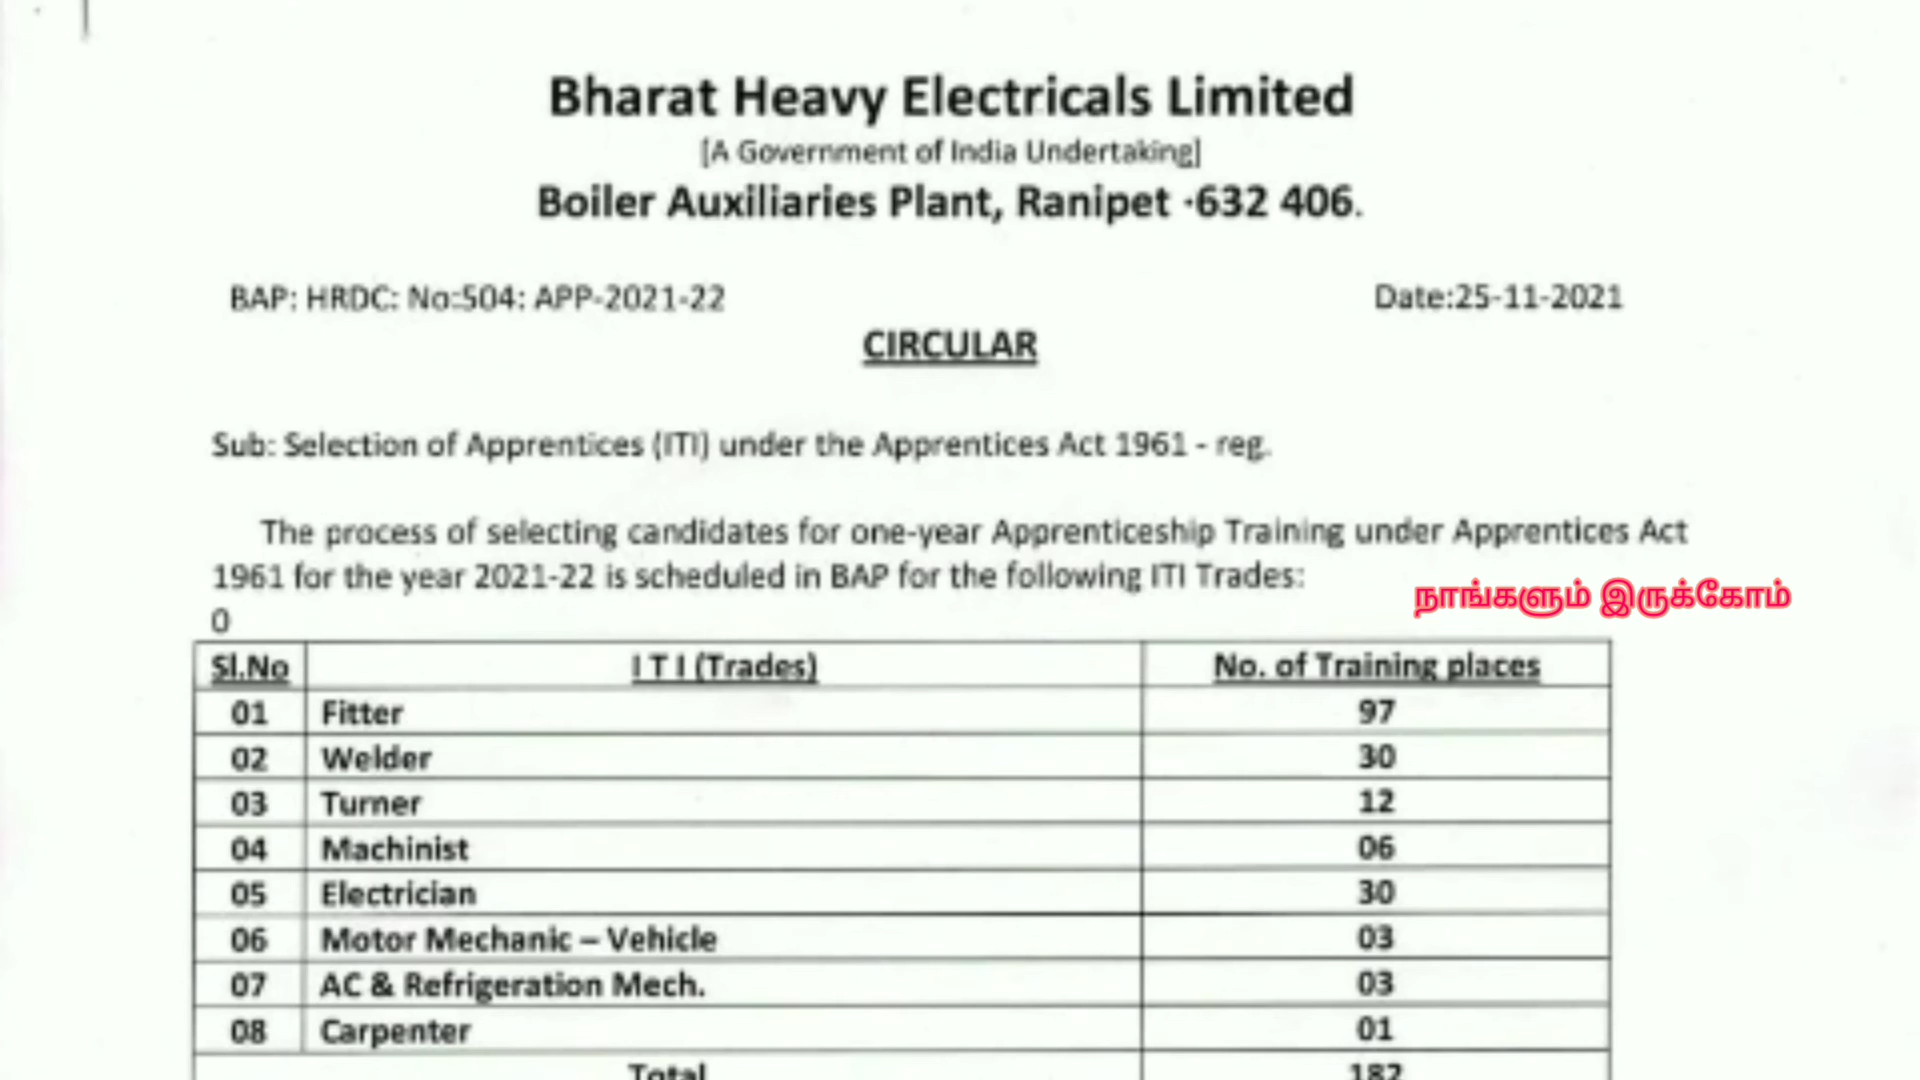 Bharat Heavy Electricals Limited
[A Government of India Undertaking]
Boiler Auxiliaries Plant, Ranipet -632 406.
BAP: HRDC: No:504: APP-2021-22 Date:25-11-2021
CIRCULAR
Sub: Selection of Apprentices (ITI) under the Apprentices Act 1961 - reg.
The process of selecting candidates for one-year Apprenticeship Training under Apprentices Act
1961 for the year 2021-22 is scheduled in BAP for the following ITI Trades:
நாங்களும் இருக்கோம்
0
Sl.No I T I (Trades) No. of Training places
01 Fitter 97
02 Welder 30
03 Turner 12
04 Machinist 06
05 Electrician 30
06 Motor Mechanic – Vehicle 03
07 AC & Refrigeration Mech. 03
08 Carpenter 01
Total 182